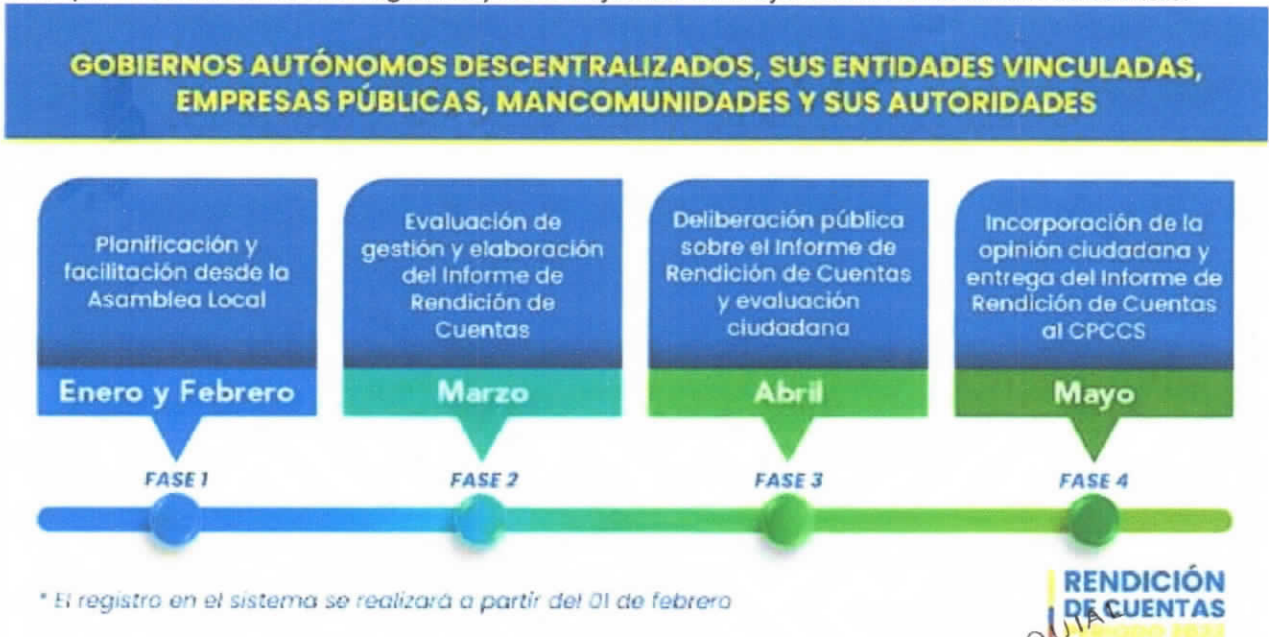 GOBIERNOS AUTÓNOMOS DESCENTRALIZADOS, SUS ENTIDADES VINCULADAS,
EMPRESAS PÚBLICAS, MANCOMUNIDADES Y SUS AUTORIDADES
Planificación y
facilitación desde la
Asamblea Local
Enero y Febrero
FASE 1
Evaluación de
gestión y elaboración
del Informe de
Rendición de
Cuentas
Marzo
FASE 2
Deliberación pública
sobre el Informe de
Rendición de Cuentas
y evaluación
ciudadana
Abril
FASE 3
Incorporación de la
opinión ciudadana y
entrega del Informe de
Rendición de Cuentas
al CPCCS
Mayo
FASE 4
* El registro en el sistema se realizará a partir del 01 de febrero
RENDICIÓN
DE CUENTAS